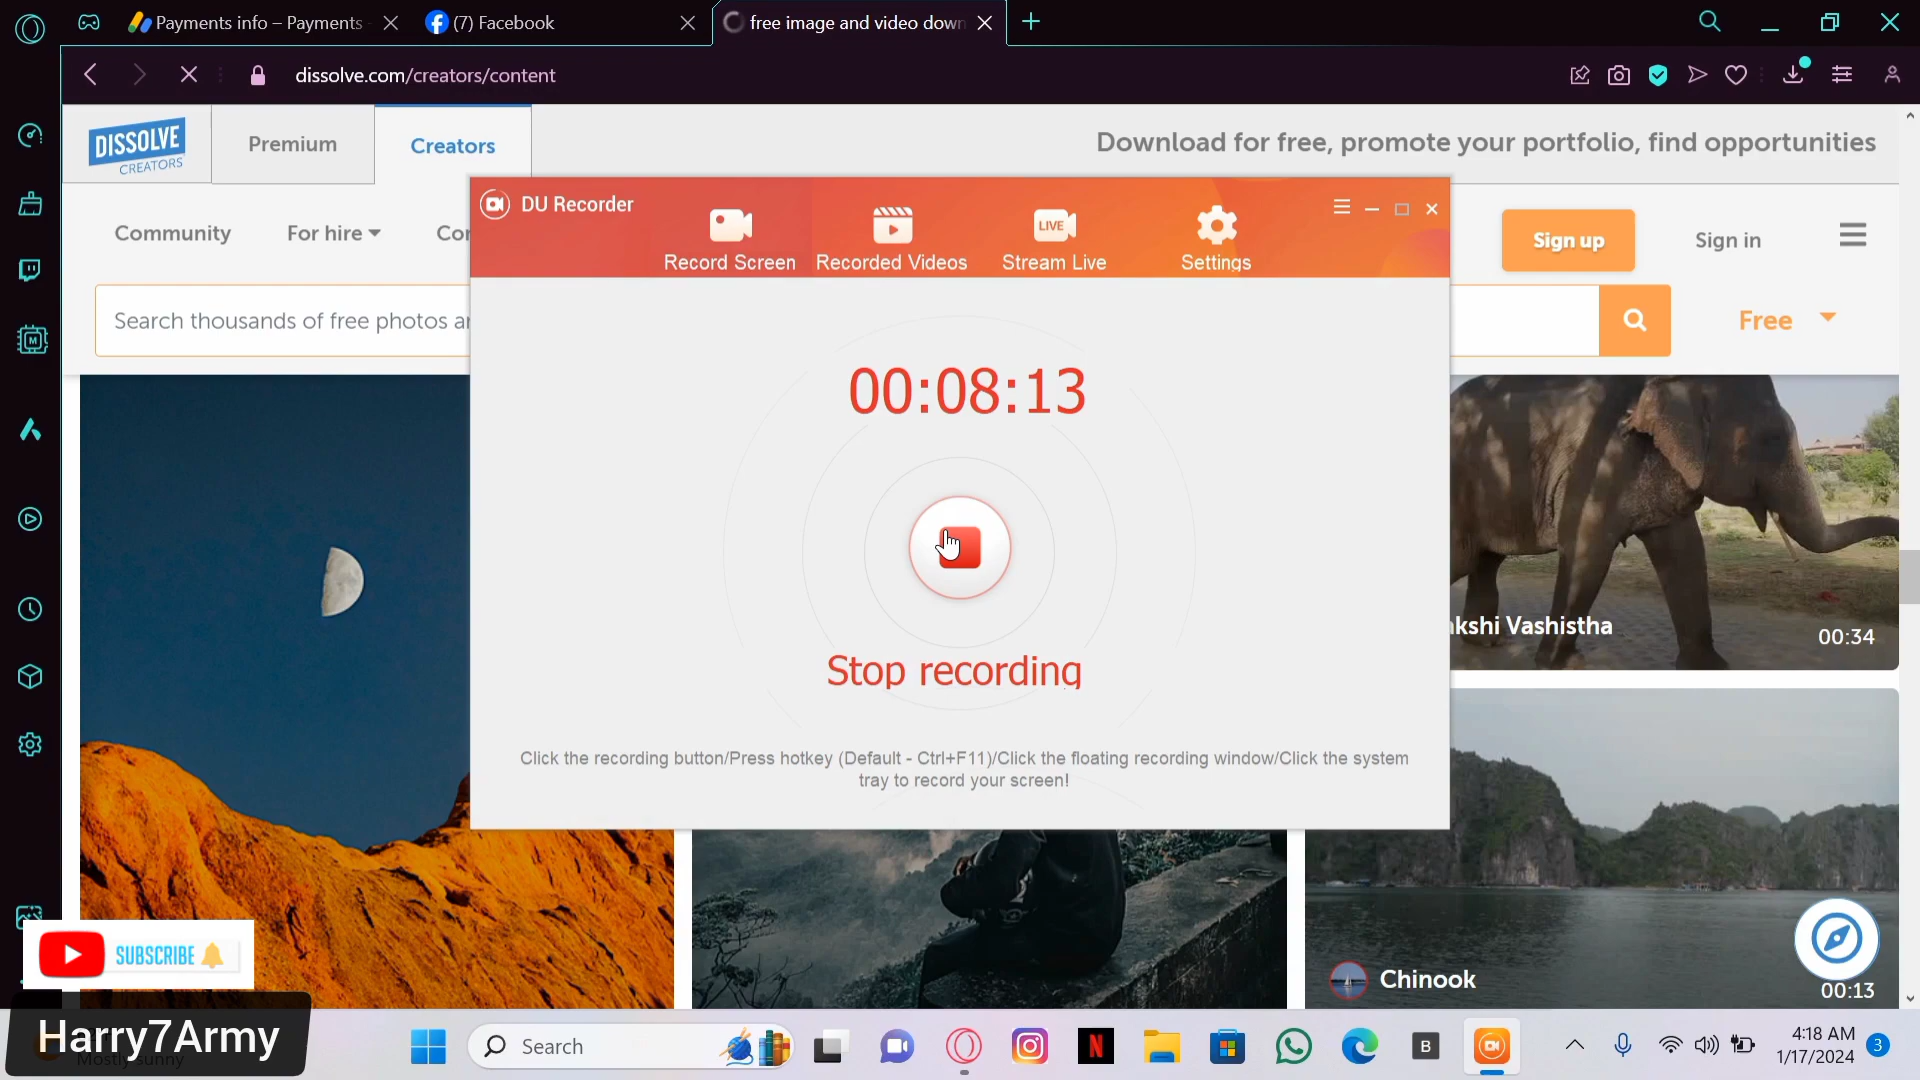 Payments info – Payments
(7) Facebook
free image and video down
dissolve.com/creators/content
DISSOLVE
CREATORS
Premium
Creators
Download for free, promote your portfolio, find opportunities
Community
For hire
Sign up
Sign in
Search thousands of free photos
Free
DU Recorder
Record Screen
Recorded Videos
LIVE
Stream Live
Settings
00:08:13
Stop recording
Click the recording button/Press hotkey (Default - Ctrl+F11)/Click the floating recording window/Click the system
tray to record your screen!
kshi Vashistha
00:34
Chinook
00:13
SUBSCRIBE
Harry7Army
Mostly sunny
Search
B
4:18 AM
1/17/2024
3